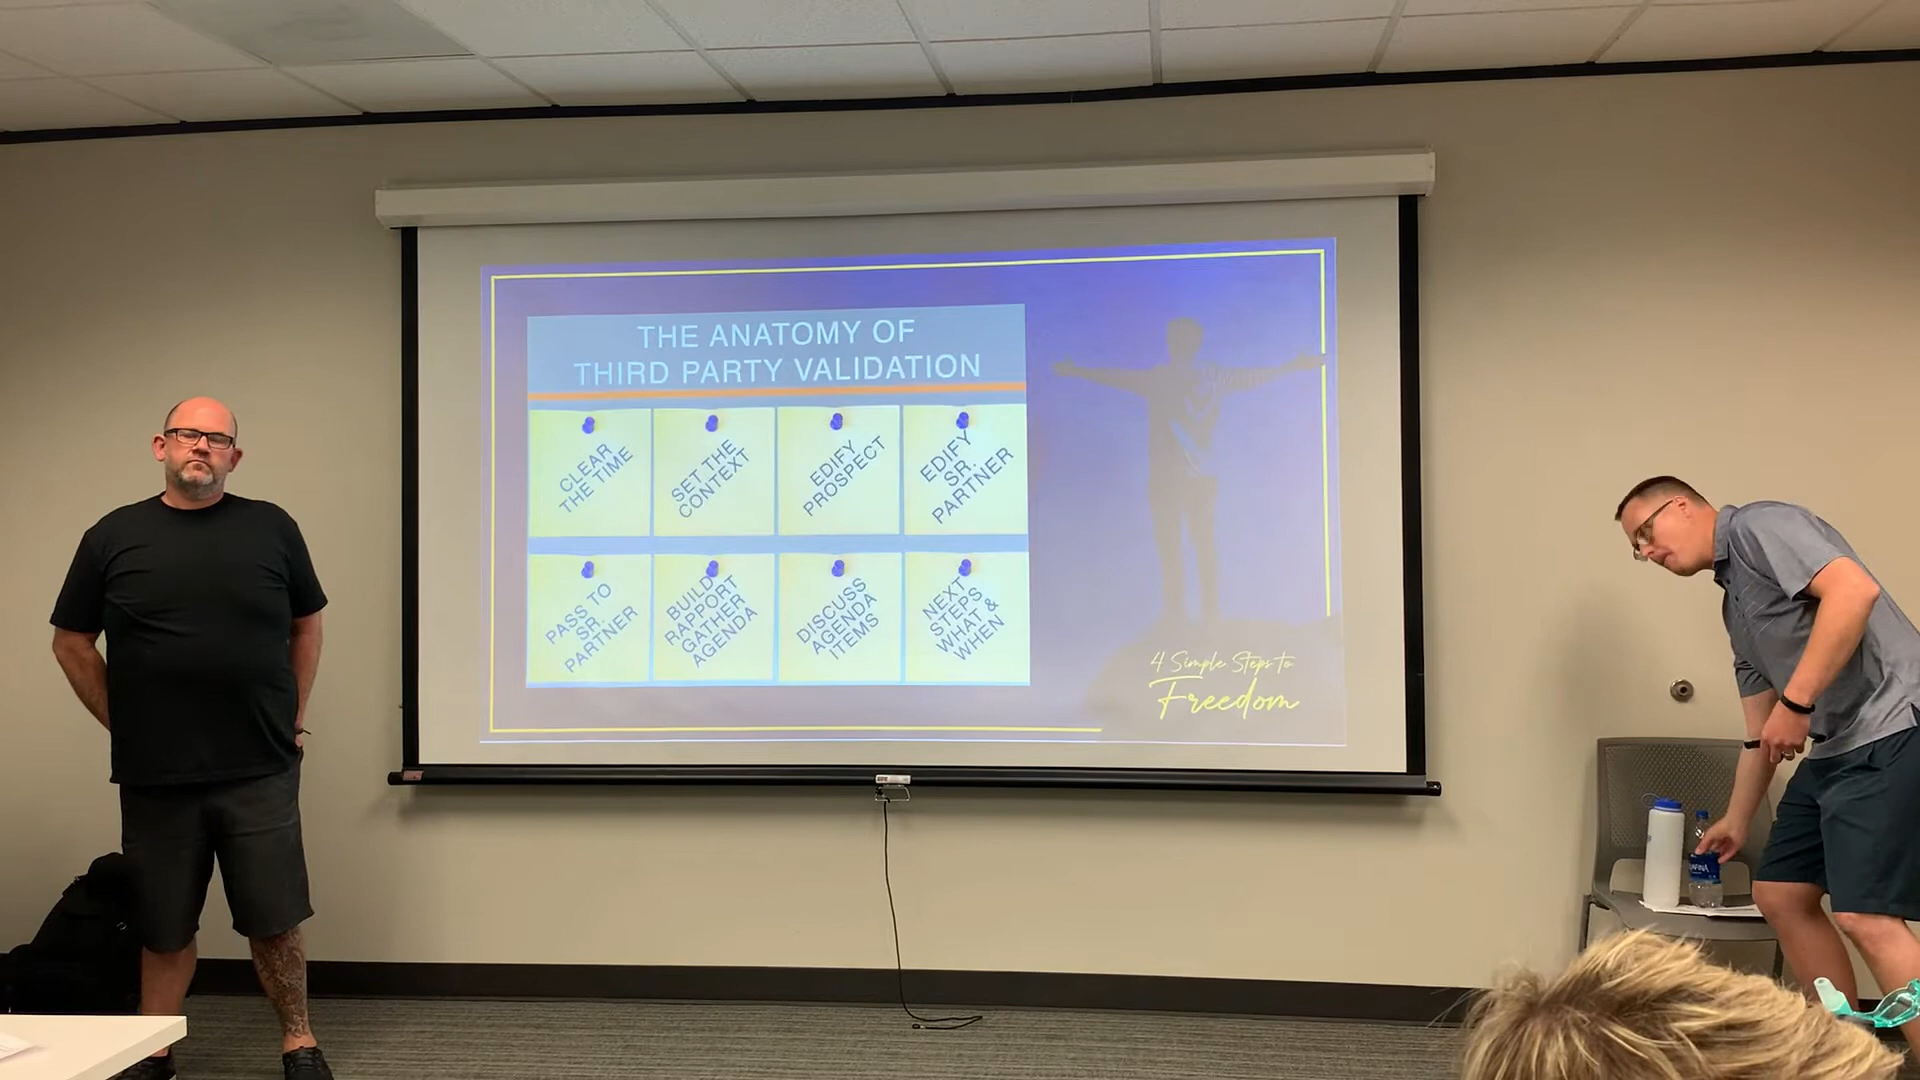 THE ANATOMY OF
THIRD PARTY VALIDATION
CLEAR
THE TIME
SET THE
CONTEXT
EDIFY
PROSPECT
EDIFY
SR.
PARTNER
PASS TO
SR.
PARTNER
BUILD
RAPPORT
GATHER
AGENDA
DISCUSS
AGENDA
ITEMS
NEXT
STEPS
WHAT &
WHEN
4 Simple Steps to
Freedom